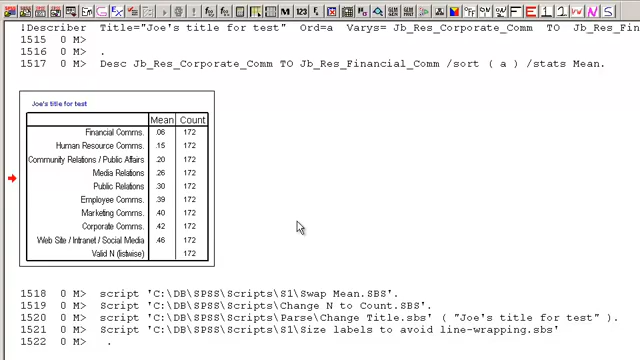 !Describer Title="Joe's title for test" Ord=a Varys= Jb_Res_Corporate_Comm TO Jb_Res_Fin
1515 0 M>
1516 0 M> .
1517 0 M> Desc Jb_Res_Corporate_Comm TO Jb_Res_Financial_Comm /sort ( a ) /stats Mean.
Joe's title for test
Mean Count
Financial Comms. .06 172
Human Resource Comms. .15 172
Community Relations / Public Affairs .20 172
Media Relations .26 172
Public Relations .30 172
Employee Comms. .39 172
Marketing Comms. .40 172
Corporate Comms. .42 172
Web Site / Intranet / Social Media .46 172
Valid N (listwise) 172
1518 0 M> script 'C:\DB\SPSS\Scripts\S1\Swap Mean.SBS'.
1519 0 M> script 'C:\DB\SPSS\Scripts\S1\Change N to Count.SBS'.
1520 0 M> script 'C:\DB\SPSS\Scripts\Parse\Change Title.sbs' ( "Joe's title for test" ).
1521 0 M> script 'C:\DB\SPSS\Scripts\S1\Size labels to avoid line-wrapping.sbs'
1522 0 M> .